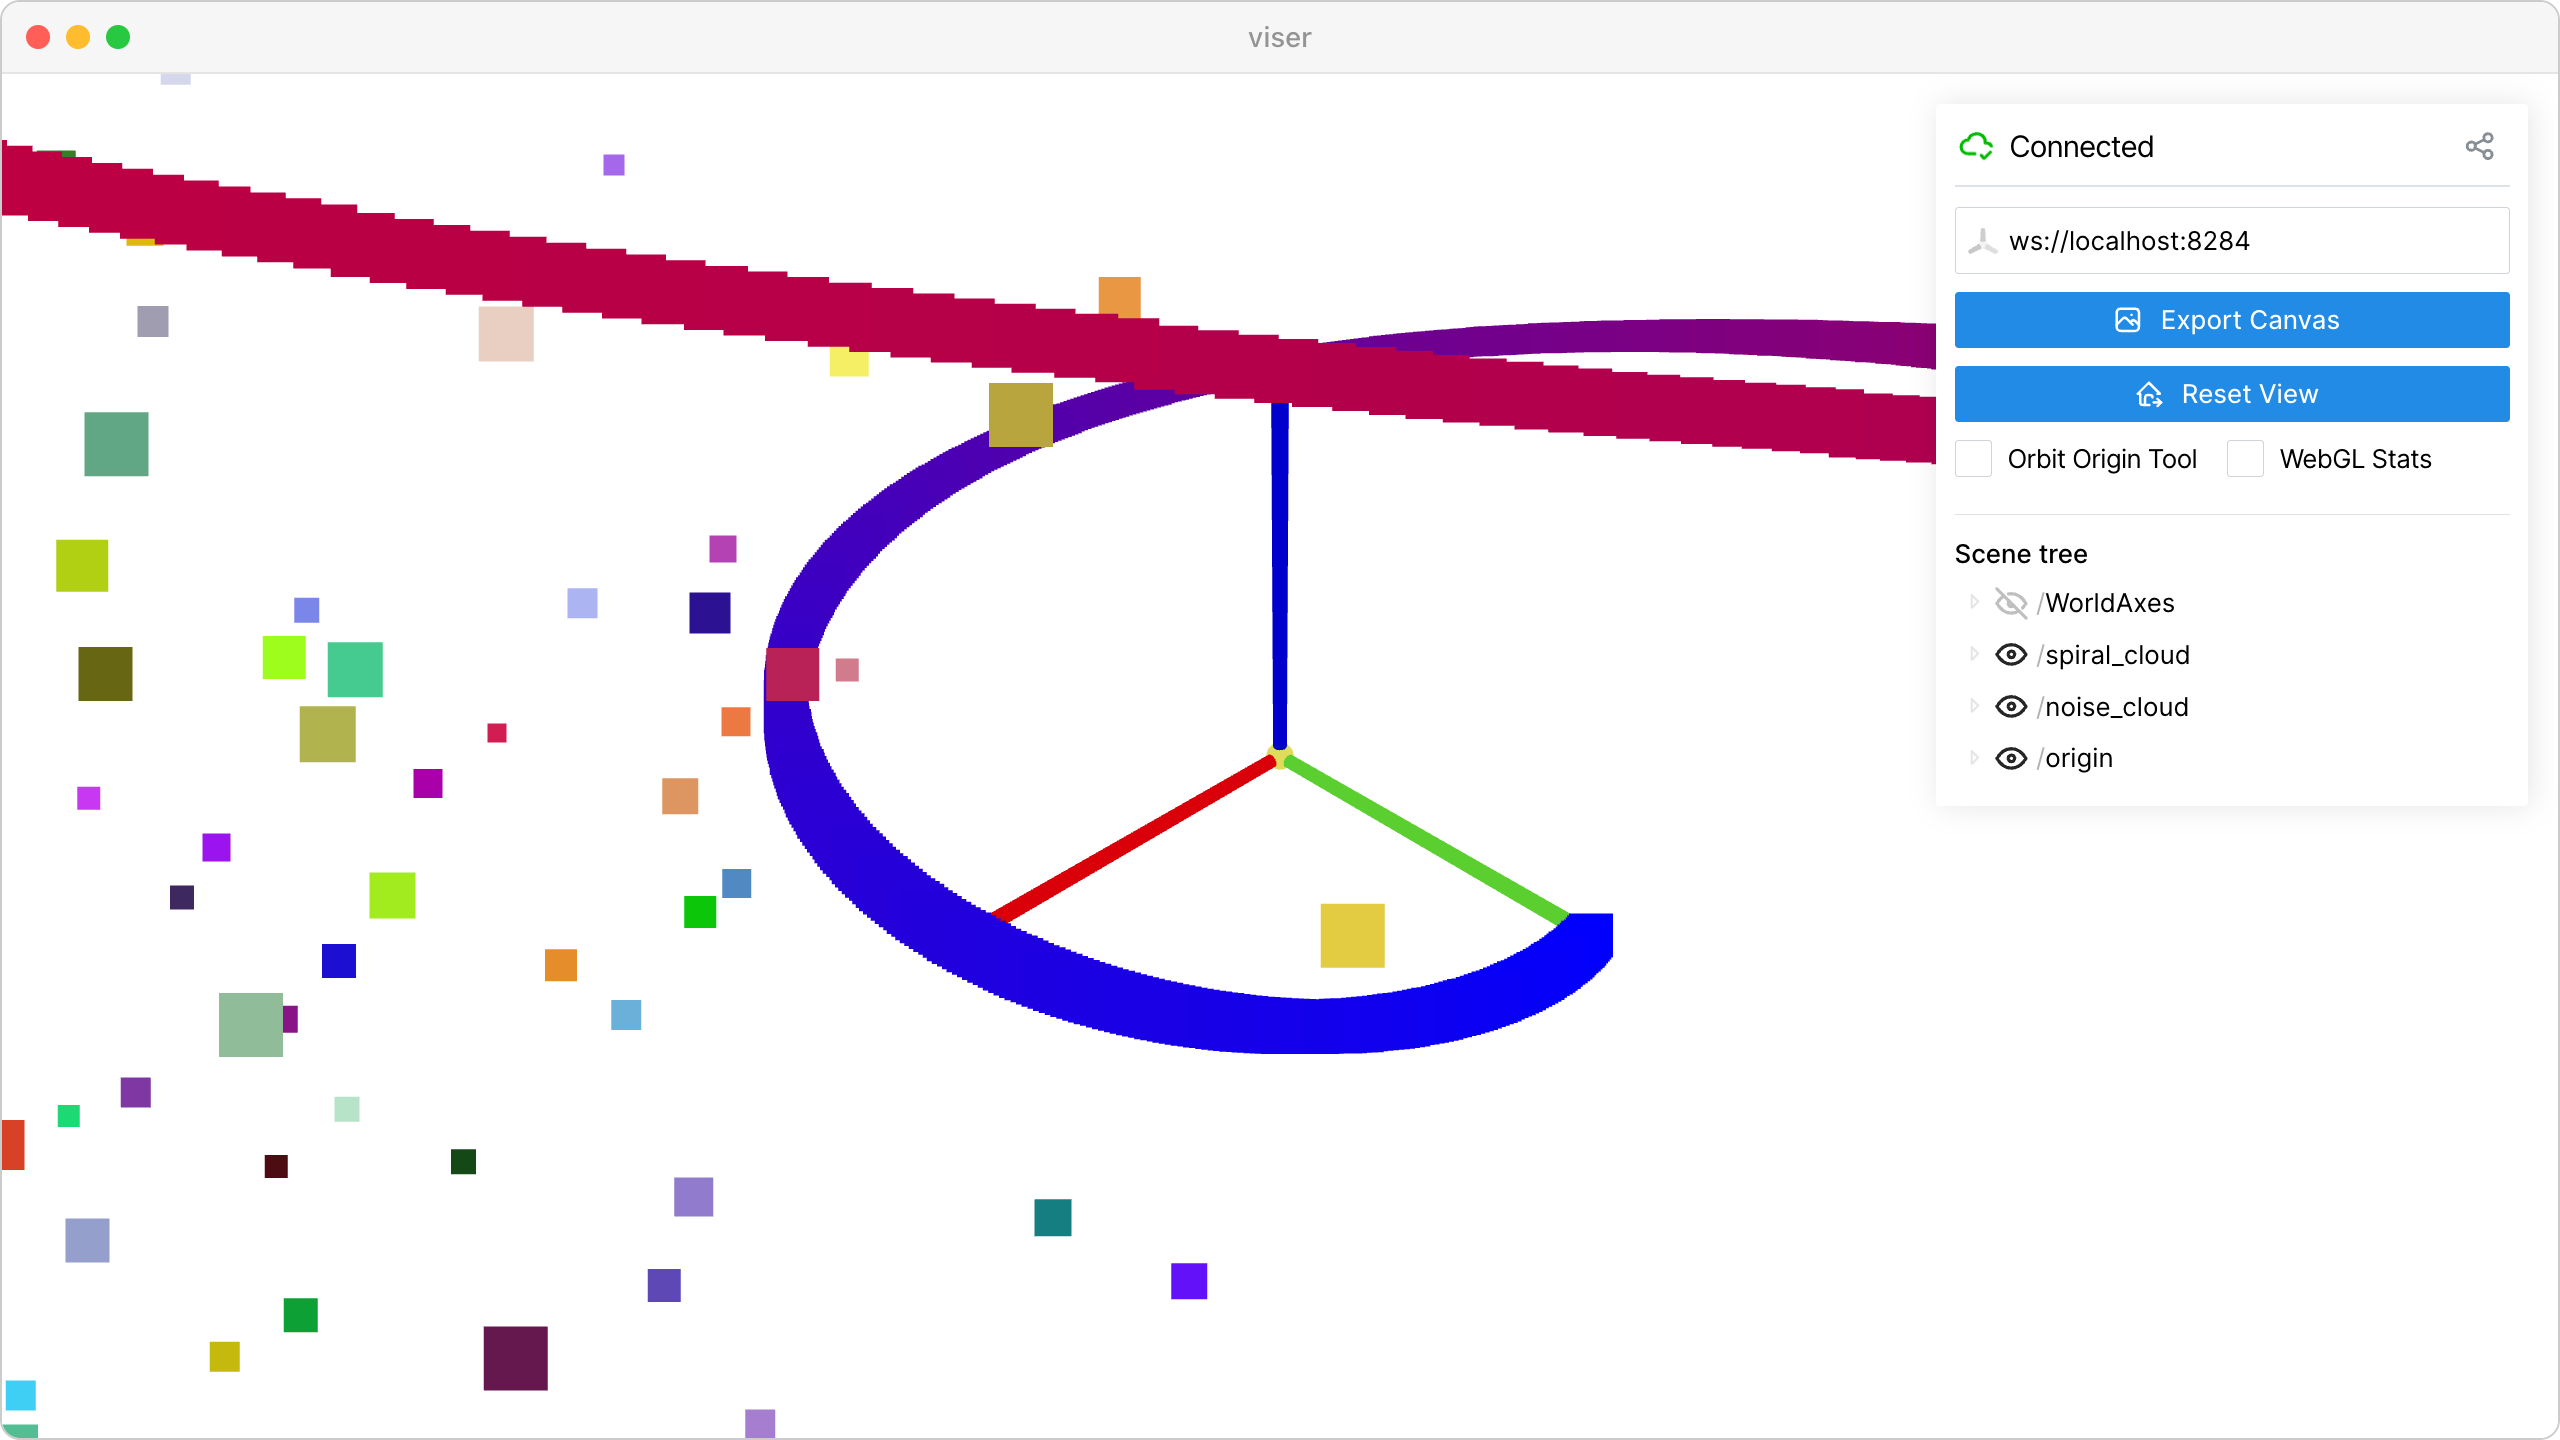 viser
Connected
ws://localhost:8284
Export Canvas
Reset View
Orbit Origin Tool WebGL Stats
Scene tree
/WorldAxes
/spiral_cloud
/noise_cloud
/origin